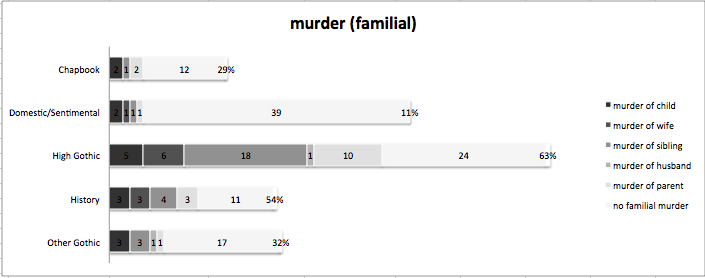 murder (familial)
Chapbook 2 1 2 12 29%
Domestic/Sentimental 2 1 1 1 39 11%
High Gothic 5 6 18 1 10 24 63%
History 3 3 4 3 11 54%
Other Gothic 3 3 1 1 17 32%
murder of child
murder of wife
murder of sibling
murder of husband
murder of parent
no familial murder